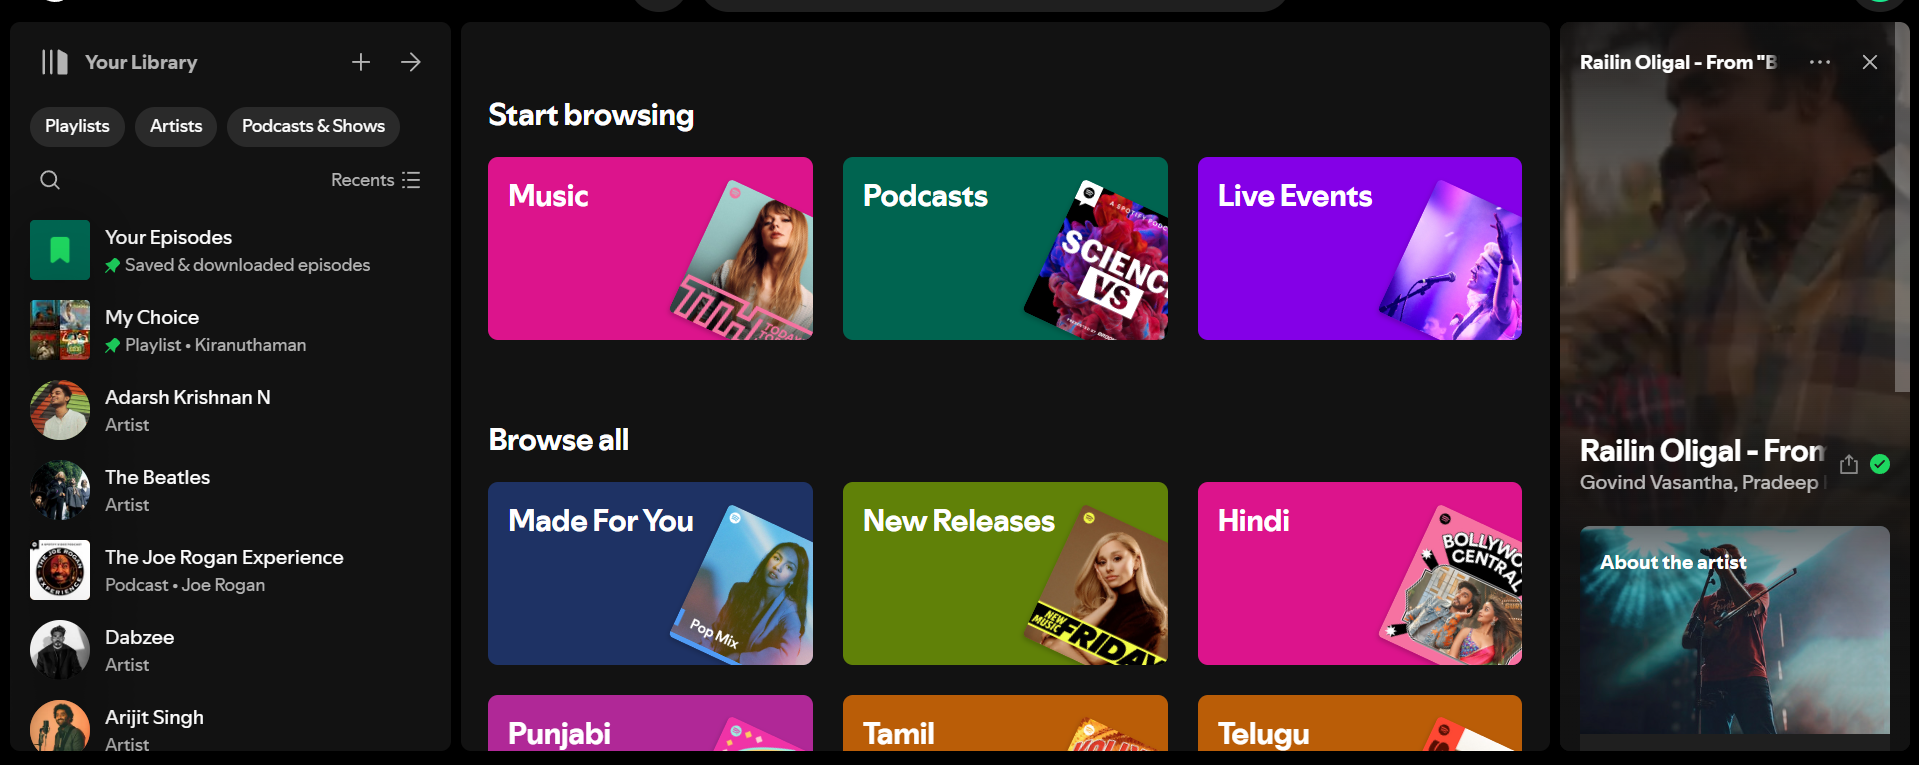 Your Library
Playlists
Artists
Podcasts & Shows
Recents
Your Episodes
Saved & downloaded episodes
My Choice
Playlist • Kiranuthaman
Adarsh Krishnan N
Artist
The Beatles
Artist
The Joe Rogan Experience
Podcast • Joe Rogan
Dabzee
Artist
Arijit Singh
Artist
Start browsing
Music
Podcasts
A SPOTIFY PODC
SCIENC
VS
Live Events
Browse all
Made For You
Pop Mix
New Releases
NEW
MUSIC
FRIDAY
Hindi
BOLLYWO
CENTRAL
Punjabi
Tamil
Telugu
Railin Oligal - From "B
Railin Oligal - From
Govind Vasantha, Pradeep
About the artist